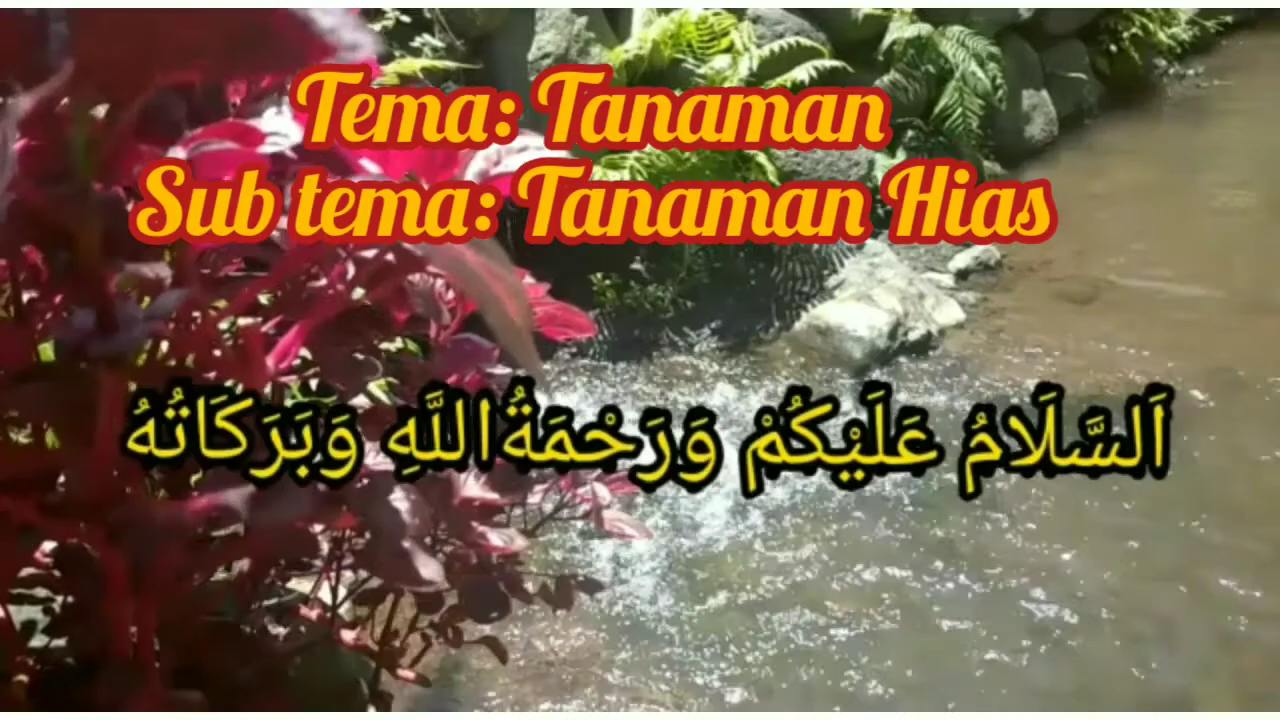 Tema: Tanaman
Sub tema: Tanaman Hias
اَلسَّلَامُ عَلَيْكُمْ وَرَحْمَةُ اللَّهِ وَبَرَكَاتُهُ